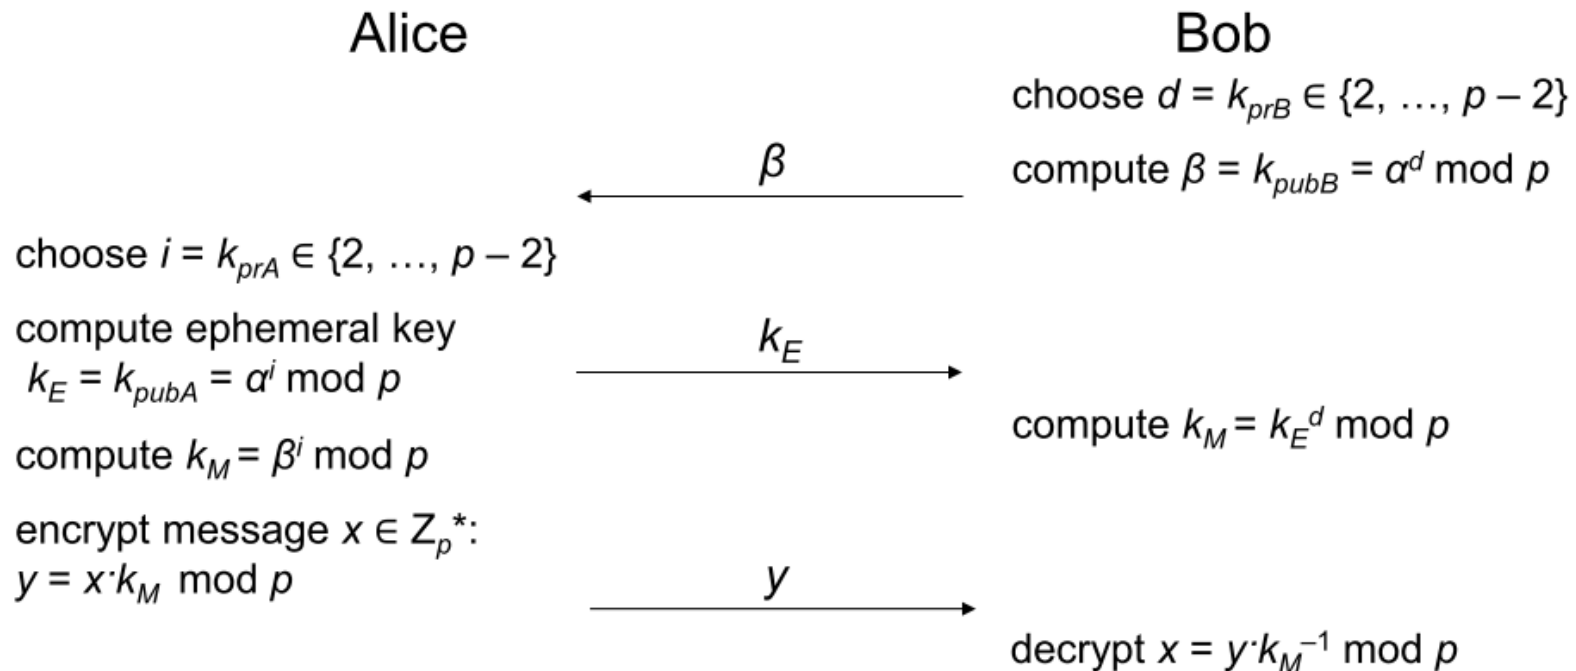 Alice
Bob
choose d = k_prB ∈ {2, …, p – 2}
β
compute β = k_pubB = α^d mod p
choose i = k_prA ∈ {2, …, p – 2}
compute ephemeral key
k_E = k_pubA = α^i mod p
k_E
compute k_M = k_E^d mod p
compute k_M = β^i mod p
encrypt message x ∈ Z_p*:
y = x·k_M mod p
y
decrypt x = y·k_M^–1 mod p